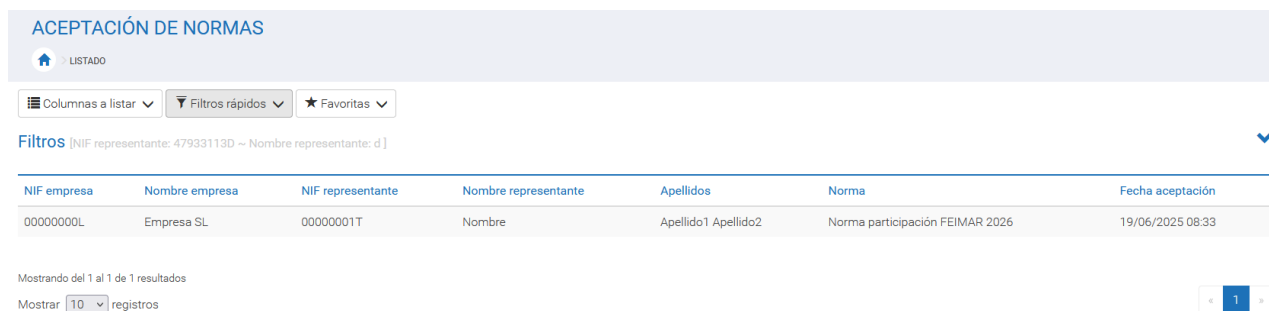 ACEPTACIÓN DE NORMAS
> LISTADO
Columnas a listar Filtros rápidos Favoritas
Filtros [NIF representante: 47933113D ~ Nombre representante: d ]
NIF empresa Nombre empresa NIF representante Nombre representante Apellidos Norma Fecha aceptación
00000000L Empresa SL 00000001T Nombre Apellido1 Apellido2 Norma participación FEIMAR 2026 19/06/2025 08:33
Mostrando del 1 al 1 de 1 resultados
Mostrar 10 registros
« 1 »